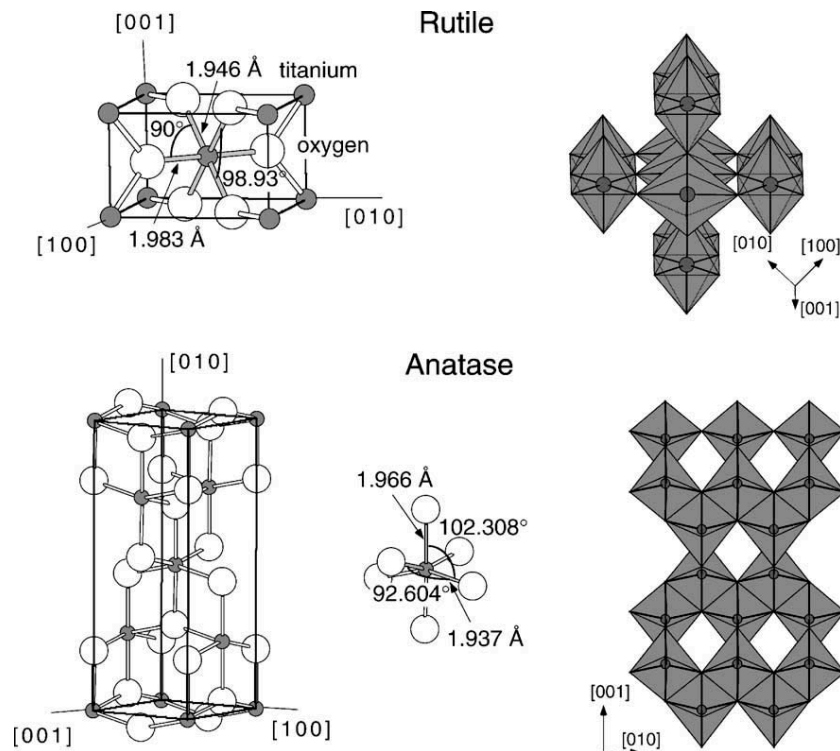 Rutile
[001]
1.946 Å
titanium
90°
oxygen
98.93°
[010]
[100]
1.983 Å
[010]
[100]
[001]
Anatase
[010]
1.966 Å
102.308°
92.604°
1.937 Å
[001]
[100]
[001]
[010]